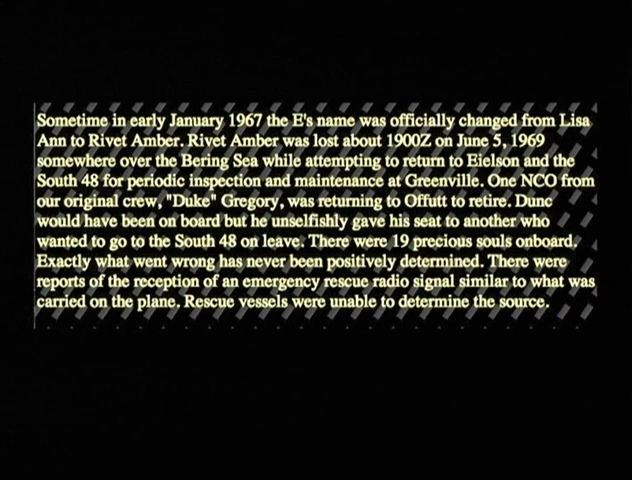 Sometime in early January 1967 the E's name was officially changed from Lisa
Ann to Rivet Amber. Rivet Amber was lost about 1900Z on June 5, 1969
somewhere over the Bering Sea while attempting to return to Eielson and the
South 48 for periodic inspection and maintenance at Greenville. One NCO from
our original crew, "Duke" Gregory, was returning to Offutt to retire. Dunc
would have been on board but he unselfishly gave his seat to another who
wanted to go to the South 48 on leave. There were 19 precious souls onboard.
Exactly what went wrong has never been positively determined. There were
reports of the reception of an emergency rescue radio signal similar to what was
carried on the plane. Rescue vessels were unable to determine the source.